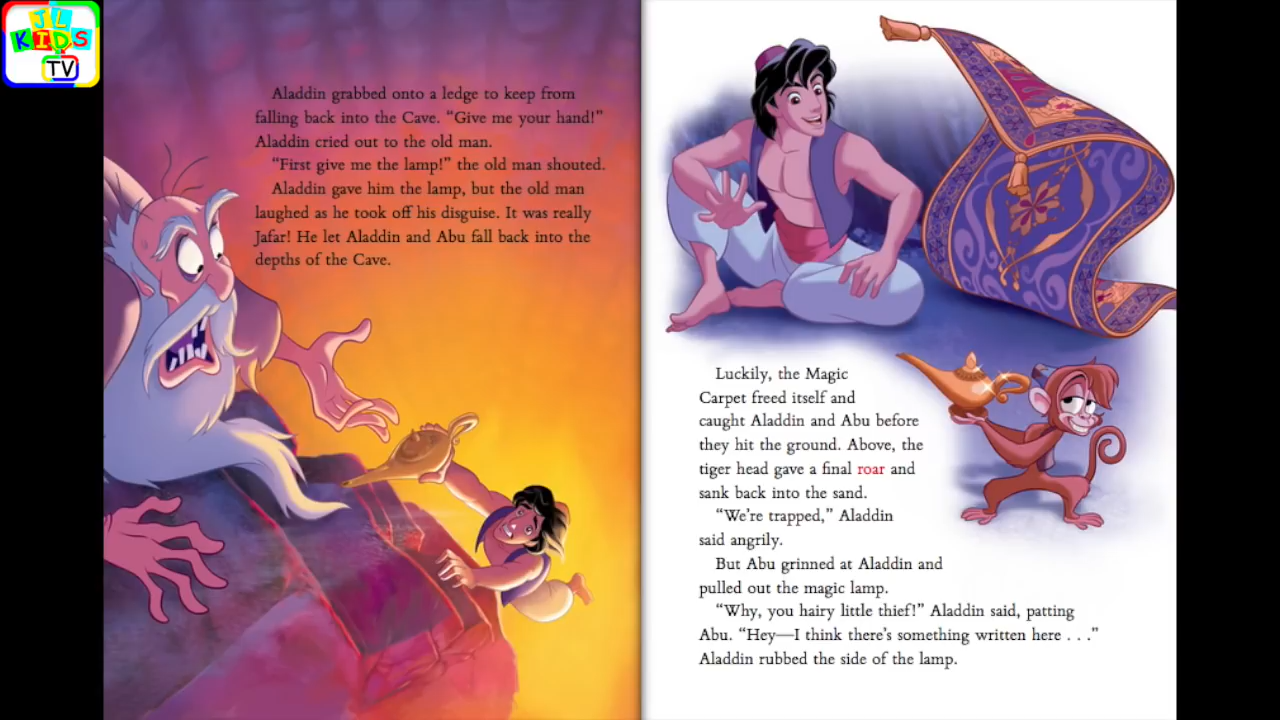 JL
KIDS
TV
Aladdin grabbed onto a ledge to keep from
falling back into the Cave. “Give me your hand!”
Aladdin cried out to the old man.
“First give me the lamp!” the old man shouted.
Aladdin gave him the lamp, but the old man
laughed as he took off his disguise. It was really
Jafar! He let Aladdin and Abu fall back into the
depths of the Cave.
Luckily, the Magic
Carpet freed itself and
caught Aladdin and Abu before
they hit the ground. Above, the
tiger head gave a final roar and
sank back into the sand.
“We’re trapped,” Aladdin
said angrily.
But Abu grinned at Aladdin and
pulled out the magic lamp.
“Why, you hairy little thief!” Aladdin said, patting
Abu. “Hey—I think there’s something written here . . .”
Aladdin rubbed the side of the lamp.